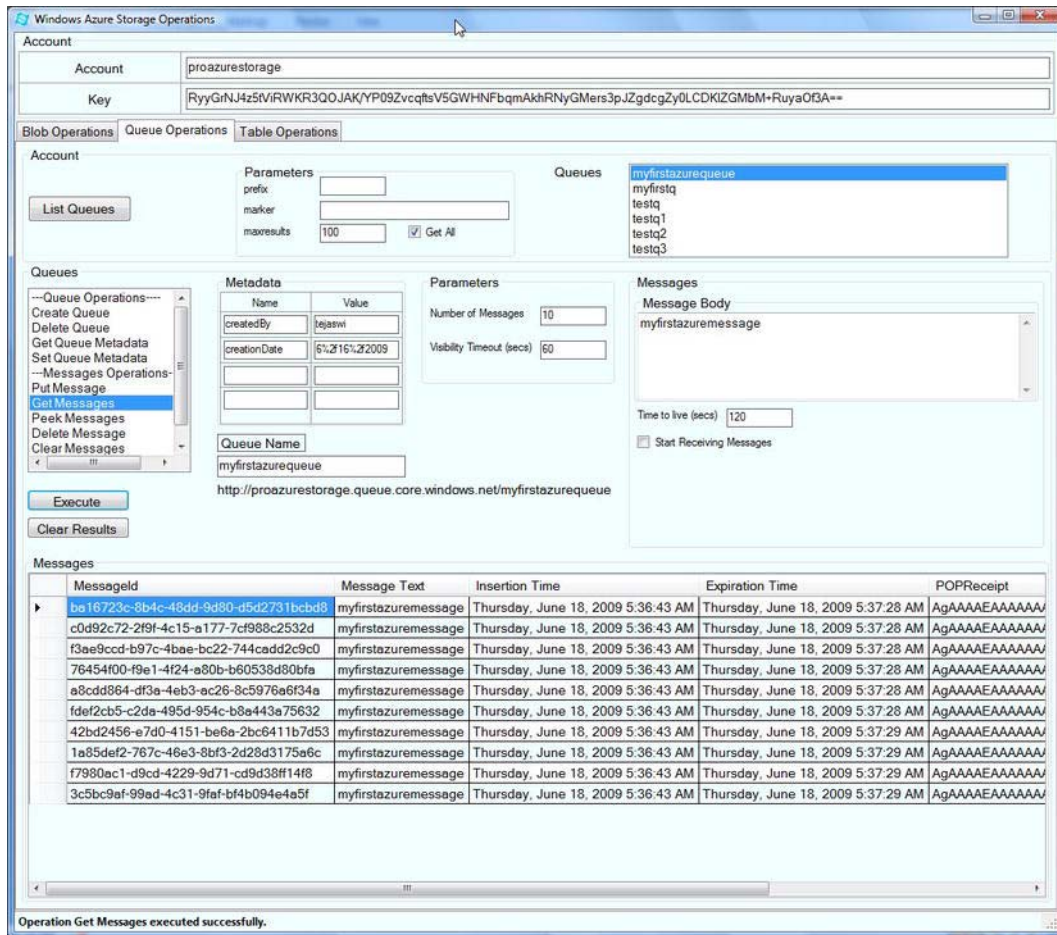 Windows Azure Storage Operations
Account
Account proazurestorage
Key RyyGrNJ4z5tViRWKR3QOJAK/YP09ZvcqftsV5GWHNFbqmAkhRNyGMers3pJZgdcgZy0LCDKlZGMbM+RuyaOf3A==
Blob Operations Queue Operations Table Operations
Account
Parameters
prefix
marker
maxresults 100 Get All
List Queues
Queues
myfirstazurequeue
myfirstq
testq
testq1
testq2
testq3
Queues
---Queue Operations----
Create Queue
Delete Queue
Get Queue Metadata
Set Queue Metadata
---Messages Operations-
Put Message
Get Messages
Peek Messages
Delete Message
Clear Messages
Execute
Clear Results
Metadata
Name Value
createdBy tejaswi
creationDate 6%2f16%2f2009
Queue Name
myfirstazurequeue
http://proazurestorage.queue.core.windows.net/myfirstazurequeue
Parameters
Number of Messages 10
Visibility Timeout (secs) 60
Messages
Message Body
myfirstazuremessage
Time to live (secs) 120
Start Receiving Messages
Messages
MessageId Message Text Insertion Time Expiration Time POPReceipt
ba16723c-8b4c-48dd-9d80-d5d2731bcbd8 myfirstazuremessage Thursday, June 18, 2009 5:36:43 AM Thursday, June 18, 2009 5:37:28 AM AgAAAAEAAAAAAA
c0d92c72-2f9f-4c15-a177-7cf988c2532d myfirstazuremessage Thursday, June 18, 2009 5:36:43 AM Thursday, June 18, 2009 5:37:28 AM AgAAAAEAAAAAAA
f3ae9ccd-b97c-4bae-bc22-744cadd2c9c0 myfirstazuremessage Thursday, June 18, 2009 5:36:43 AM Thursday, June 18, 2009 5:37:28 AM AgAAAAEAAAAAAA
76454f00-f9e1-4f24-a80b-b60538d80bfa myfirstazuremessage Thursday, June 18, 2009 5:36:43 AM Thursday, June 18, 2009 5:37:28 AM AgAAAAEAAAAAAA
a8cdd864-df3a-4eb3-ac26-8c5976a6f34a myfirstazuremessage Thursday, June 18, 2009 5:36:43 AM Thursday, June 18, 2009 5:37:28 AM AgAAAAEAAAAAAA
fdef2cb5-c2da-495d-954c-b8a443a75632 myfirstazuremessage Thursday, June 18, 2009 5:36:43 AM Thursday, June 18, 2009 5:37:28 AM AgAAAAEAAAAAAA
42bd2456-e7d0-4151-be6a-2bc6411b7d53 myfirstazuremessage Thursday, June 18, 2009 5:36:43 AM Thursday, June 18, 2009 5:37:29 AM AgAAAAEAAAAAAA
1a85def2-767c-46e3-8bf3-2d28d3175a6c myfirstazuremessage Thursday, June 18, 2009 5:36:43 AM Thursday, June 18, 2009 5:37:29 AM AgAAAAEAAAAAAA
f7980ac1-d9cd-4229-9d71-cd9d38ff14f8 myfirstazuremessage Thursday, June 18, 2009 5:36:43 AM Thursday, June 18, 2009 5:37:29 AM AgAAAAEAAAAAAA
3c5bc9af-99ad-4c31-9faf-bf4b094e4a5f myfirstazuremessage Thursday, June 18, 2009 5:36:43 AM Thursday, June 18, 2009 5:37:29 AM AgAAAAEAAAAAAA
Operation Get Messages executed successfully.